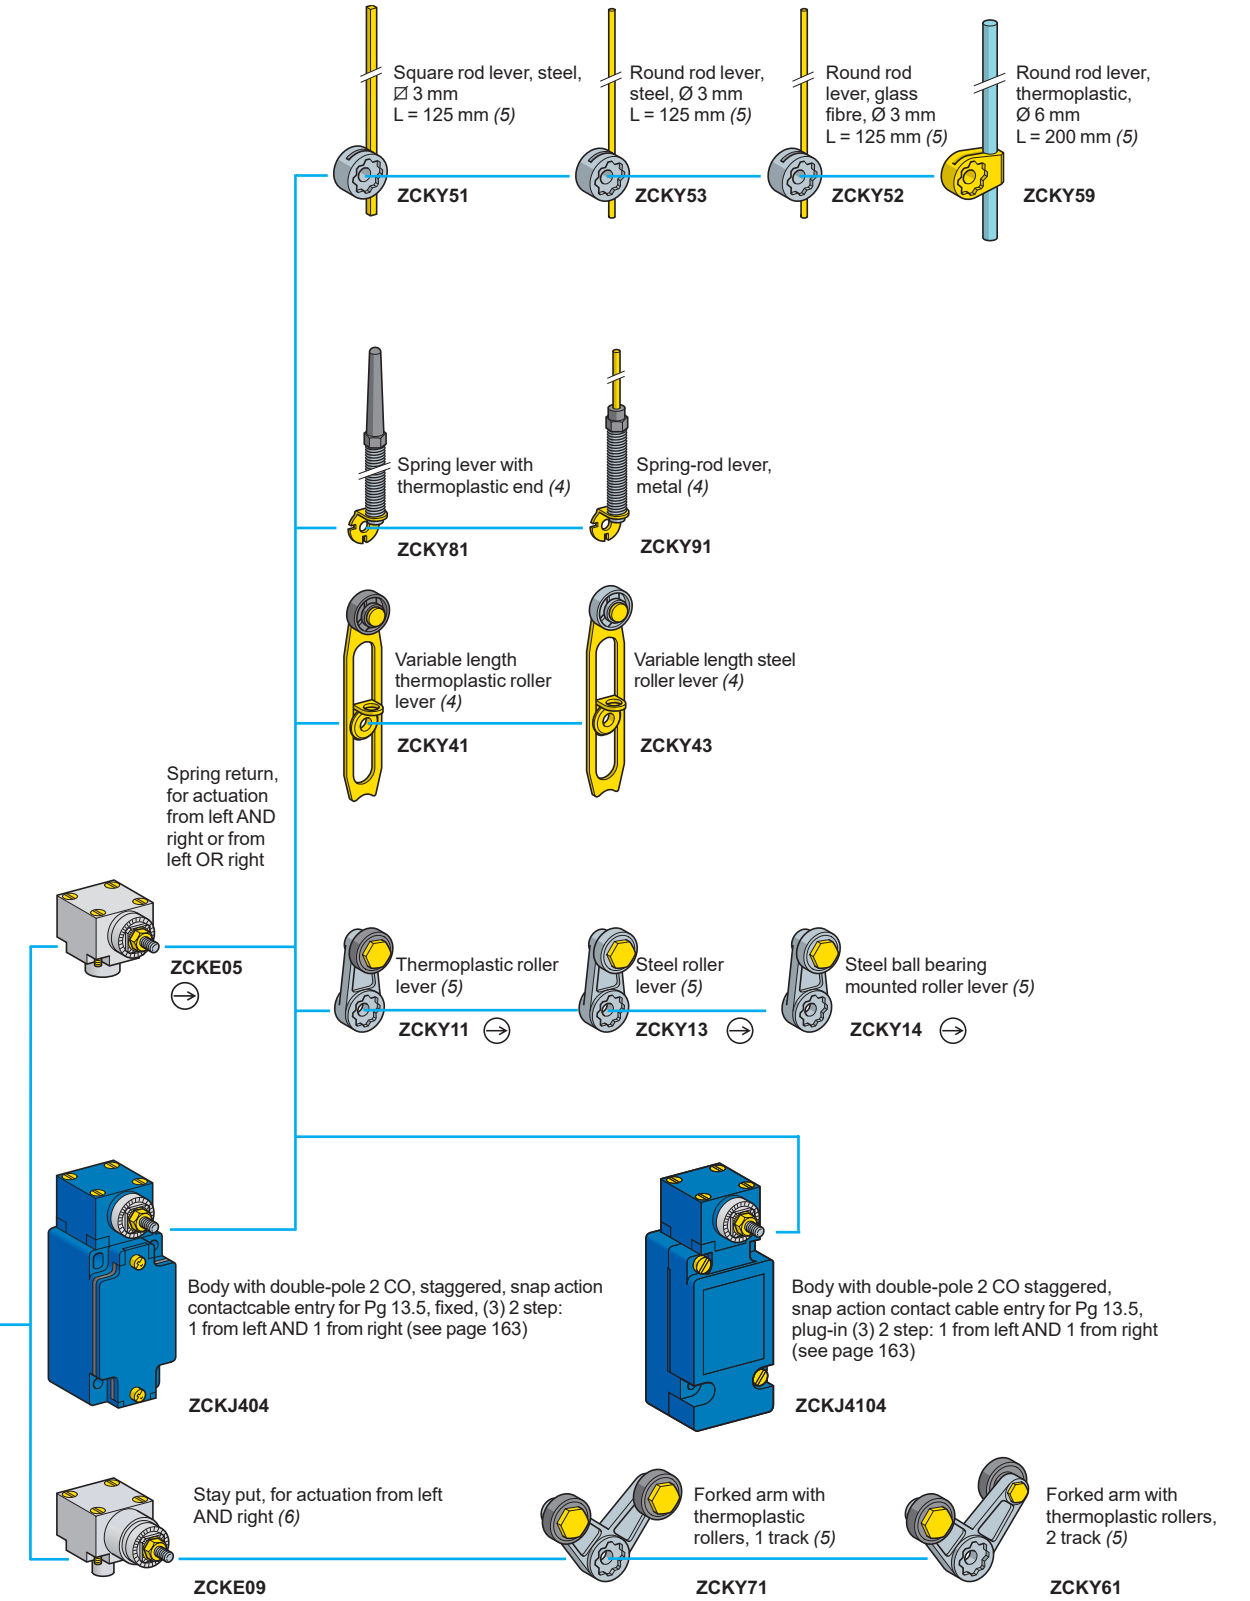 Square rod lever, steel,
⌀ 3 mm
L = 125 mm (5)
ZCKY51
Round rod lever,
steel, Ø 3 mm
L = 125 mm (5)
ZCKY53
Round rod
lever, glass
fibre, Ø 3 mm
L = 125 mm (5)
ZCKY52
Round rod lever,
thermoplastic,
Ø 6 mm
L = 200 mm (5)
ZCKY59
Spring lever with
thermoplastic end (4)
ZCKY81
Spring-rod lever,
metal (4)
ZCKY91
Variable length
thermoplastic roller
lever (4)
ZCKY41
Variable length steel
roller lever (4)
ZCKY43
Spring return,
for actuation
from left AND
right or from
left OR right
ZCKE05
Thermoplastic roller
lever (5)
ZCKY11
Steel roller
lever (5)
ZCKY13
Steel ball bearing
mounted roller lever (5)
ZCKY14
Body with double-pole 2 CO, staggered, snap action
contactcable entry for Pg 13.5, fixed, (3) 2 step:
1 from left AND 1 from right (see page 163)
ZCKJ404
Body with double-pole 2 CO staggered,
snap action contact cable entry for Pg 13.5,
plug-in (3) 2 step: 1 from left AND 1 from right
(see page 163)
ZCKJ4104
Stay put, for actuation from left
AND right (6)
ZCKE09
Forked arm with
thermoplastic
rollers, 1 track (5)
ZCKY71
Forked arm with
thermoplastic rollers,
2 track (5)
ZCKY61